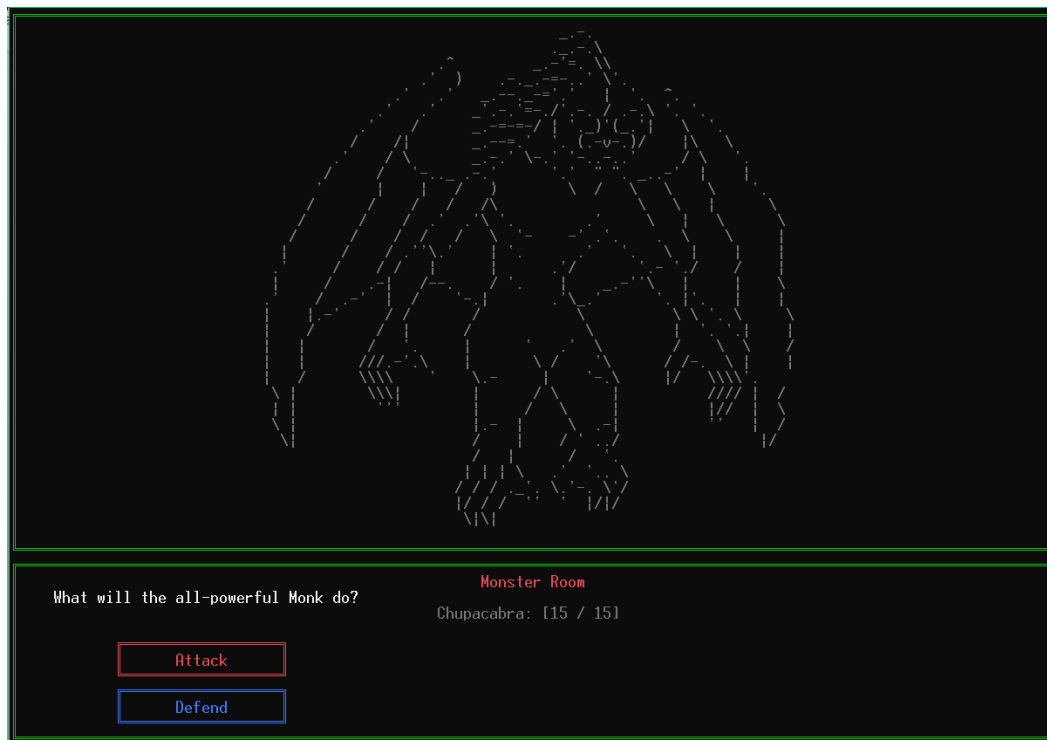 Monster Room
What will the all-powerful Monk do?
Chupacabra: [15 / 15]
Attack
Defend